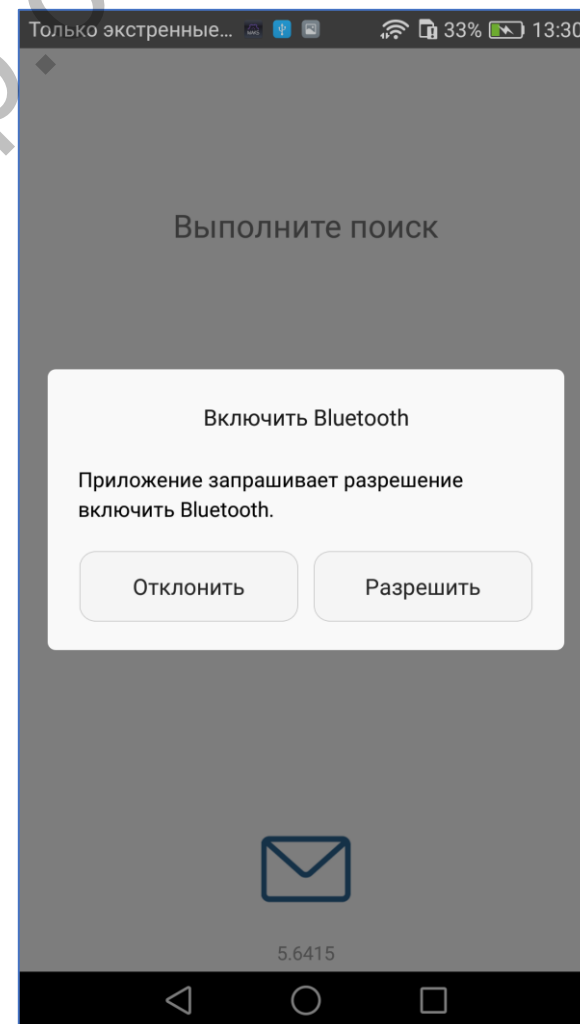 Только экстренные... 33% 13:30
Выполните поиск
Включить Bluetooth
Приложение запрашивает разрешение
включить Bluetooth.
Отклонить Разрешить
5.6415